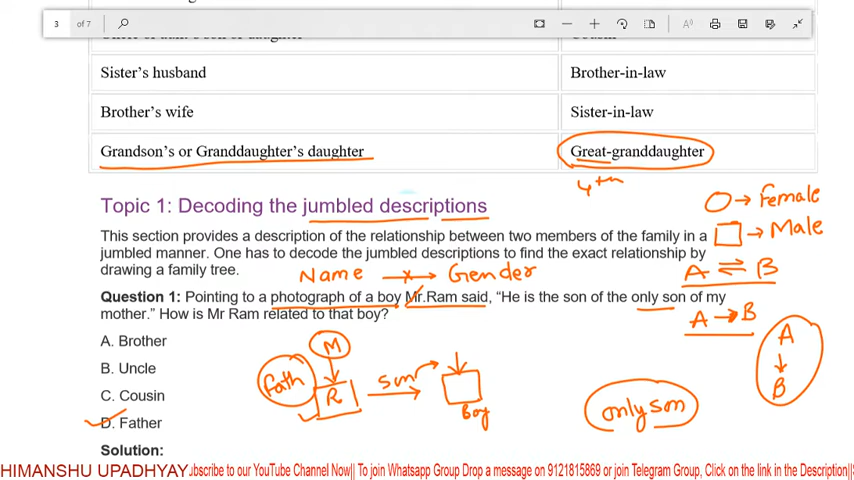 3 of 7
Sister's husband Brother-in-law
Brother's wife Sister-in-law
Grandson's or Granddaughter's daughter Great-granddaughter
4th
Topic 1: Decoding the jumbled descriptions
This section provides a description of the relationship between two members of the family in a
jumbled manner. One has to decode the jumbled descriptions to find the exact relationship by
drawing a family tree.
Name Gender
Female
Male
A ⇌ B
A → B
Question 1: Pointing to a photograph of a boy Mr.Ram said, "He is the son of the only son of my
mother." How is Mr Ram related to that boy?
A. Brother
B. Uncle
C. Cousin
D. Father
M
Fath
R
son
Boy
only son
A
B
Solution:
HIMANSHU UPADHYAY ubscribe to our YouTube Channel Now|| To join Whatsapp Group Drop a message on 9121815869 or join Telegram Group, Click on the link in the Description||